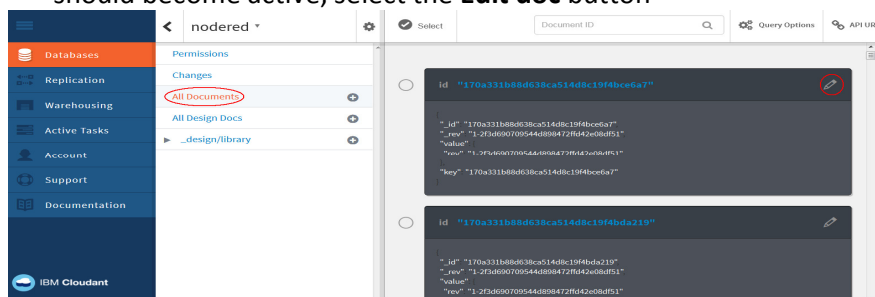 should become active, select the Edit doc button
nodered
Select
Document ID
Query Options
API UR
Databases
Replication
Warehousing
Active Tasks
Account
Support
Documentation
IBM Cloudant
Permissions
Changes
All Documents
All Design Docs
_design/library
id "170a331b88d638ca514d8c19f4bce6a7"
{
"_id" "170a331b88d638ca514d8c19f4bce6a7"
"_rev" "1-2f3d690709544d898472ffd42e08df51"
"value"
"rev" "1-2f3d690709544d898472ffd42e08df51"
},
"key" "170a331b88d638ca514d8c19f4bce6a7"
}
id "170a331b88d638ca514d8c19f4bda219"
{
"_id" "170a331b88d638ca514d8c19f4bda219"
"_rev" "1-2f3d690709544d898472ffd42e08df51"
"value"
"rev" "1-2f3d690709544d898472ffd42e08df51"